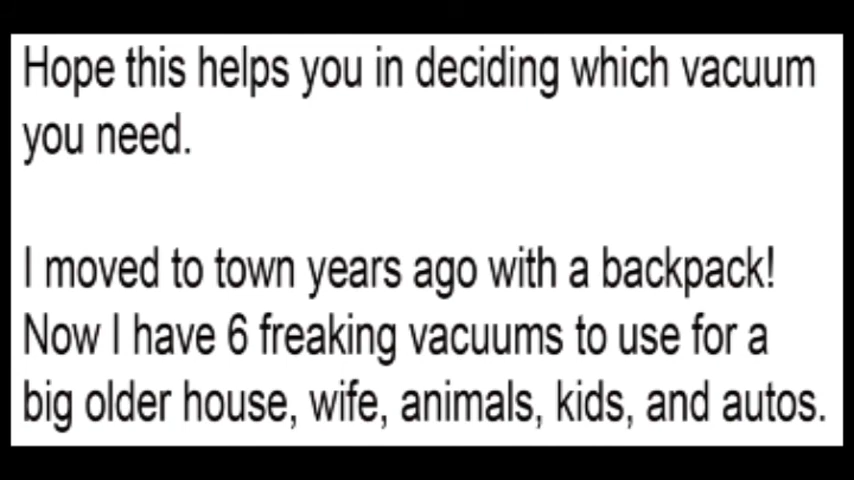 Hope this helps you in deciding which vacuum
you need.
I moved to town years ago with a backpack!
Now I have 6 freaking vacuums to use for a
big older house, wife, animals, kids, and autos.